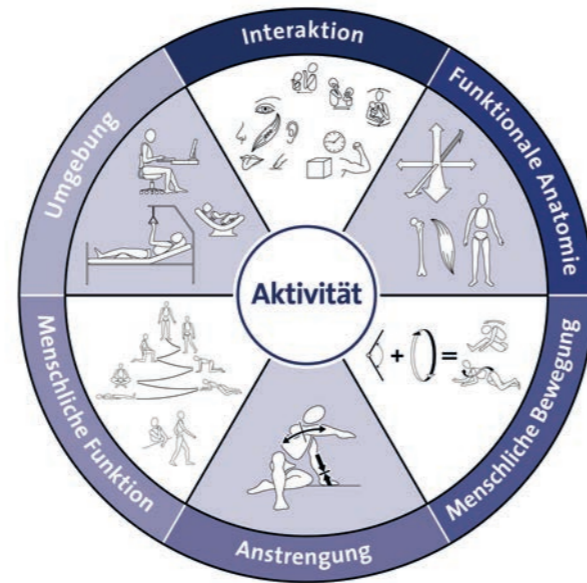 Interaktion
Funktionale Anatomie
Menschliche Bewegung
Anstrengung
Menschliche Funktion
Umgebung
Aktivität
+ =